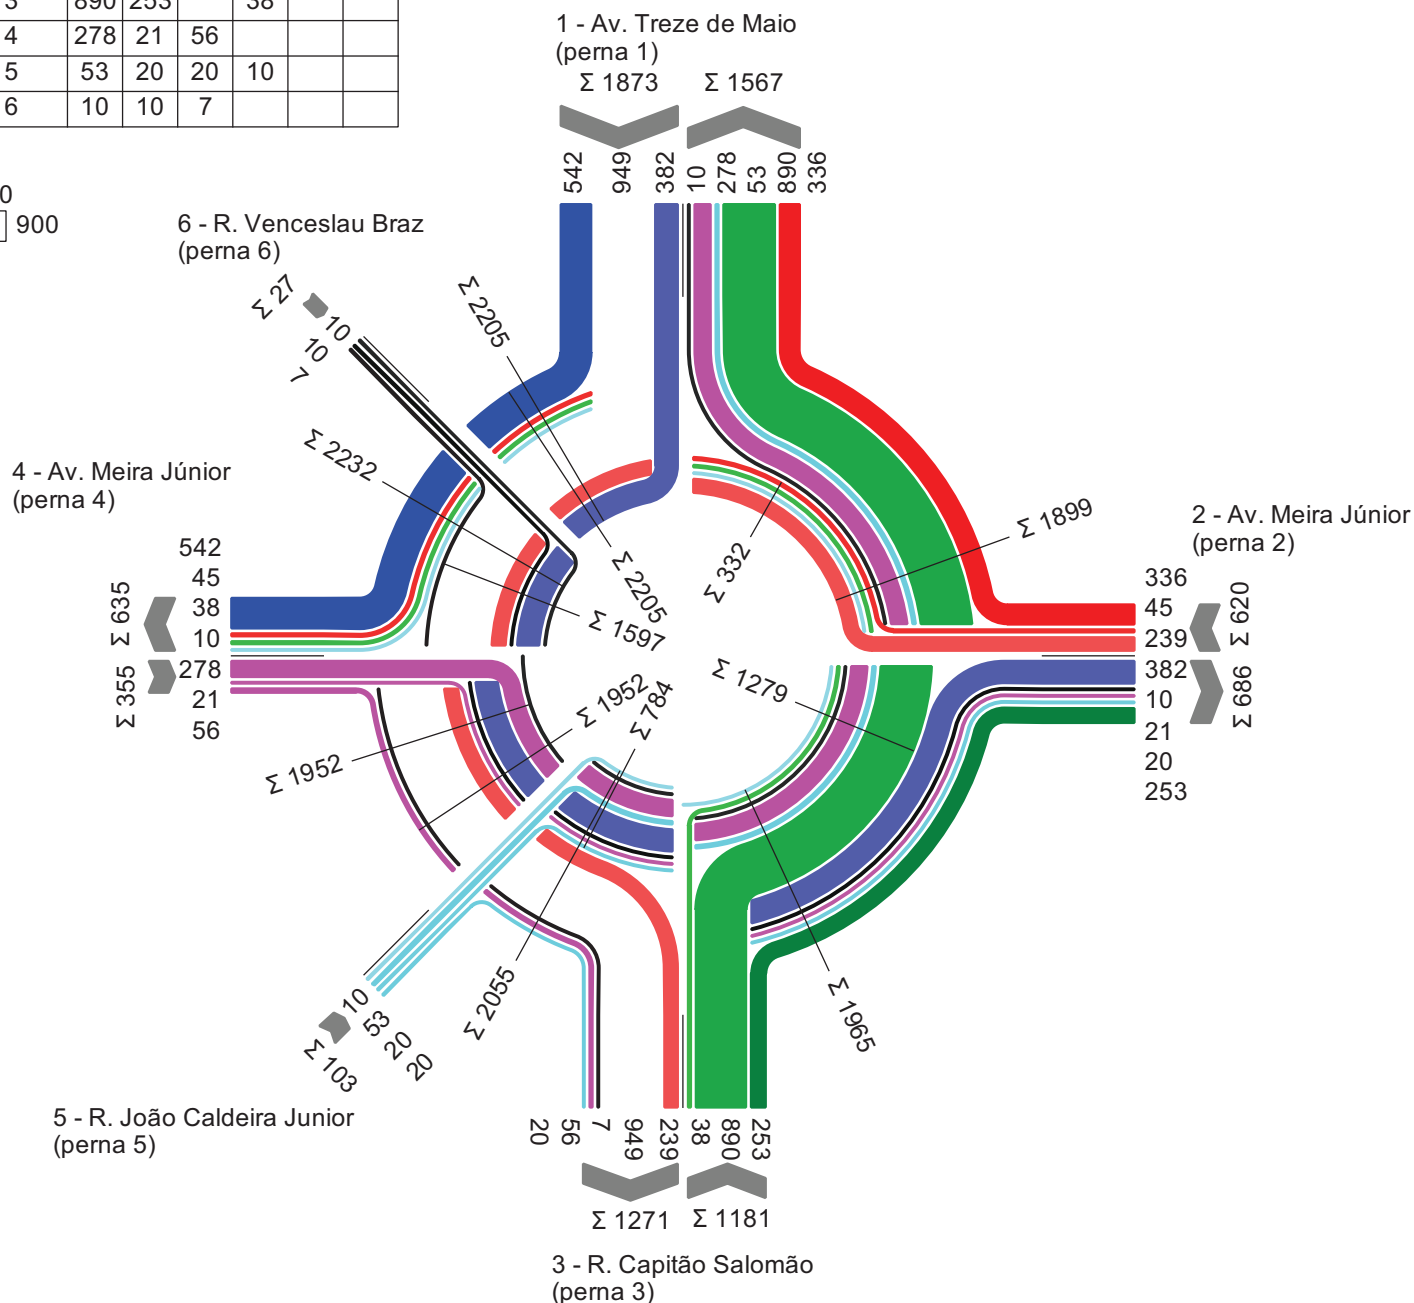 3 890 253 38
4 278 21 56
5 53 20 20 10
6 10 10 7
0
900
1 - Av. Treze de Maio
(perna 1)
Σ 1873
Σ 1567
542
949
382
10
278
53
890
336
6 - R. Venceslau Braz
(perna 6)
Σ 27
10
10
7
Σ 2205
Σ 2232
4 - Av. Meira Júnior
(perna 4)
542
45
38
10
Σ 635
278
21
56
Σ 355
Σ 2205
Σ 1597
Σ 332
Σ 1899
2 - Av. Meira Júnior
(perna 2)
336
45
239
Σ 620
382
10
21
20
253
Σ 686
Σ 1279
Σ 1952
Σ 784
Σ 1952
Σ 2055
Σ 1965
10
53
20
20
Σ 103
5 - R. João Caldeira Junior
(perna 5)
20
56
7
949
239
38
890
253
Σ 1271
Σ 1181
3 - R. Capitão Salomão
(perna 3)